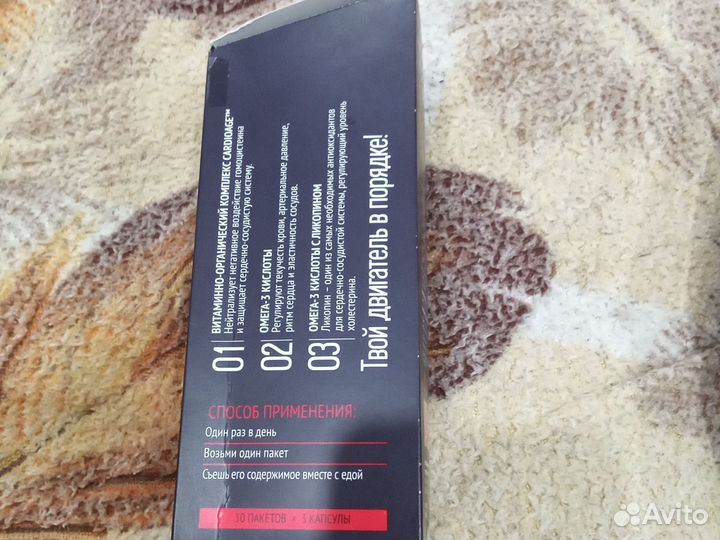 01
ВИТАМИННО-ОРГАНИЧЕСКИЙ КОМПЛЕКС CARDIOAGE™
Нейтрализует негативное воздействие гомоцистеина
и защищает сердечно-сосудистую систему.
02
ОМЕГА-3 КИСЛОТЫ
Регулируют текучесть крови, артериальное давление,
ритм сердца и эластичность сосудов.
03
ОМЕГА-3 КИСЛОТЫ С ЛИКОПИНОМ
Ликопин – один из самых необходимых антиоксидантов
для сердечно-сосудистой системы, регулирующий уровень
холестерина.
Твой двигатель в порядке!
СПОСОБ ПРИМЕНЕНИЯ:
Один раз в день
Возьми один пакет
Съешь его содержимое вместе с едой
30 ПАКЕТОВ × 3 КАПСУЛЫ
Avito